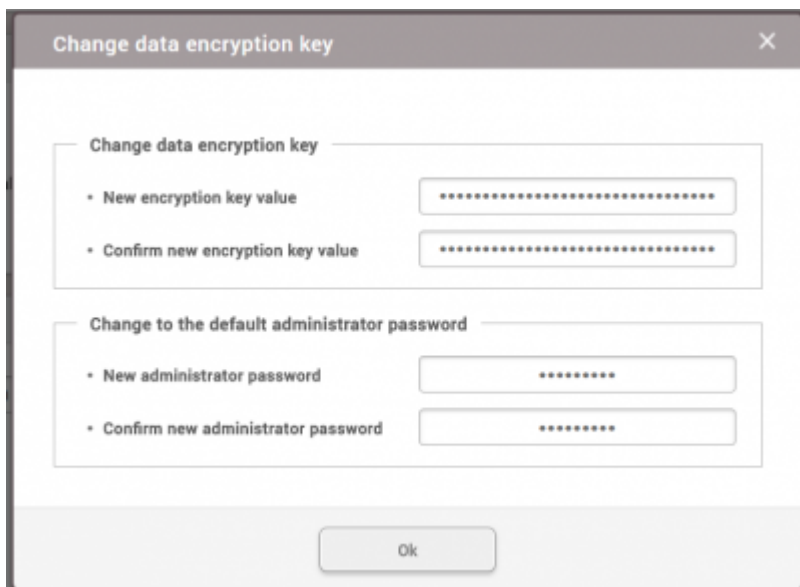 Change data encryption key ×
Change data encryption key
• New encryption key value ••••••••••••••••••••••••••••••••
• Confirm new encryption key value ••••••••••••••••••••••••••••••••
Change to the default administrator password
• New administrator password •••••••••
• Confirm new administrator password •••••••••
Ok